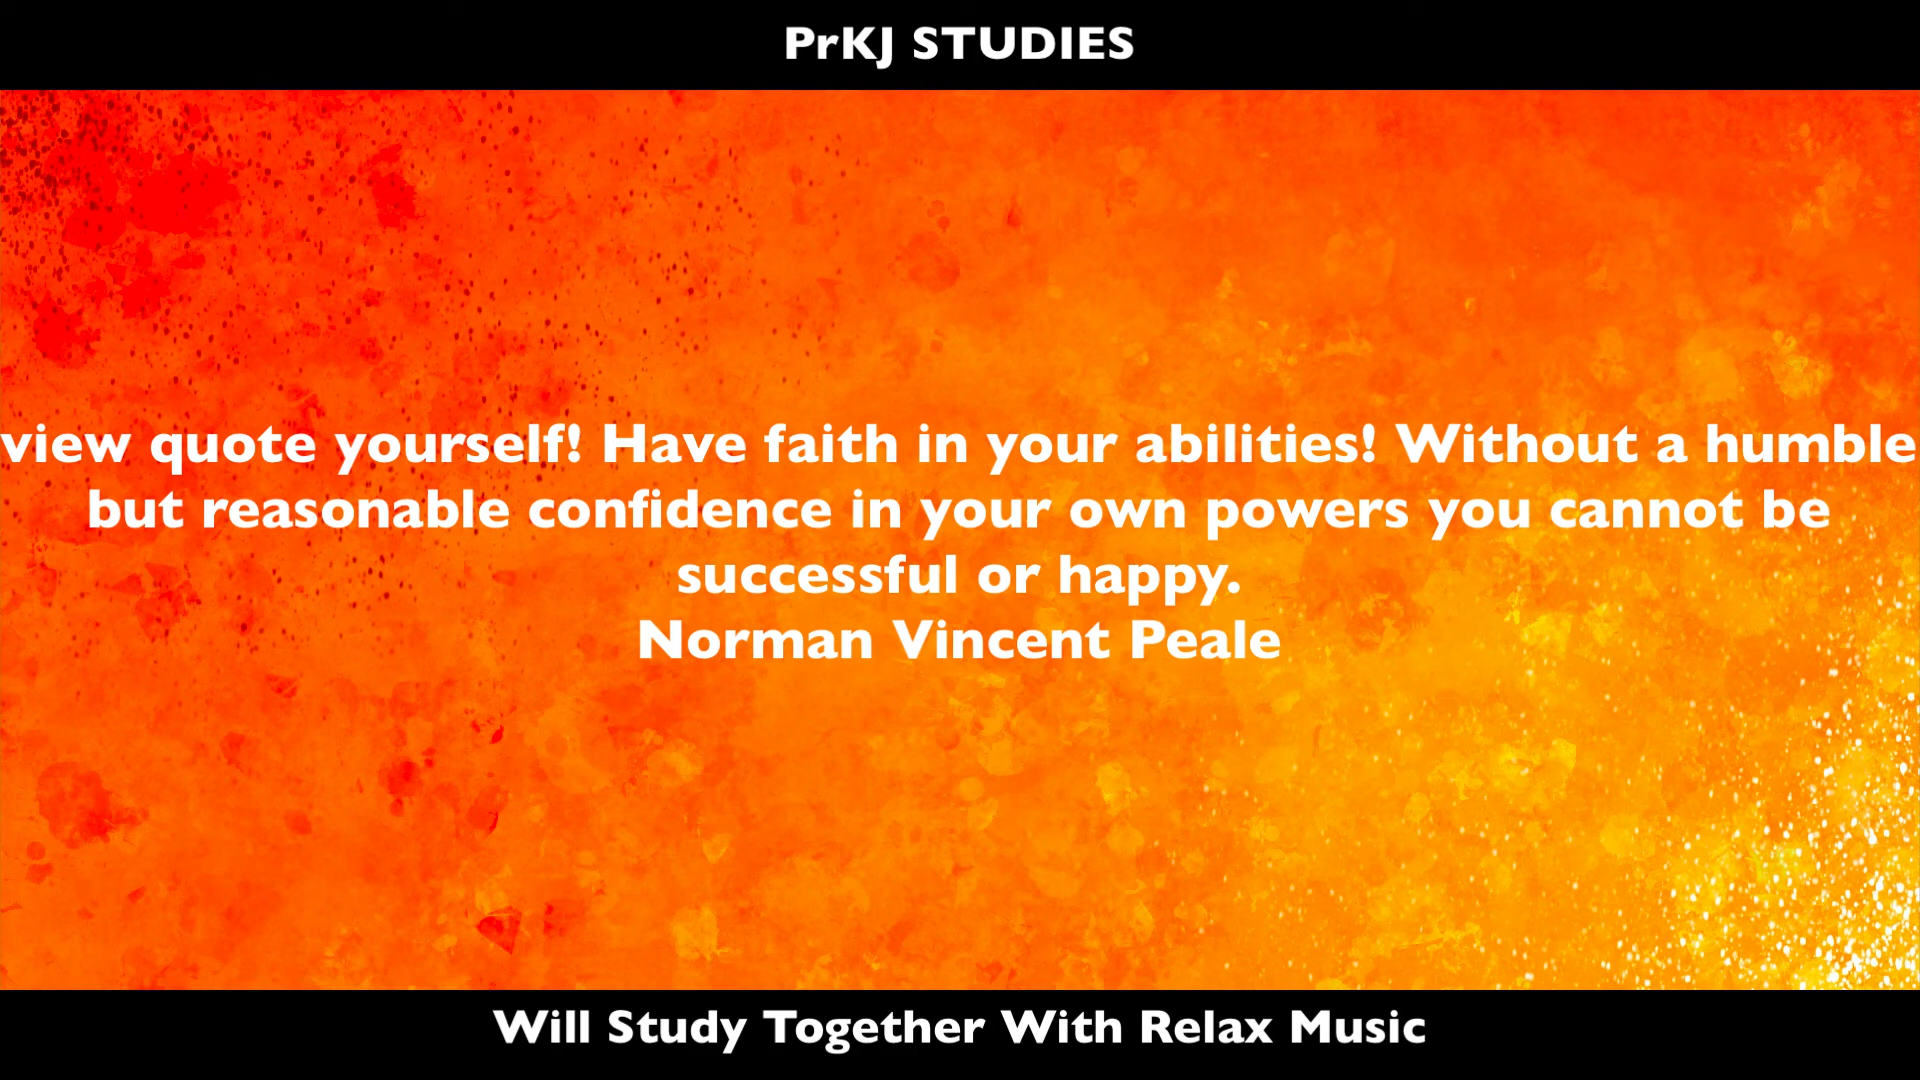 PrKJ STUDIES
view quote yourself! Have faith in your abilities! Without a humble
but reasonable confidence in your own powers you cannot be
successful or happy.
Norman Vincent Peale
Will Study Together With Relax Music